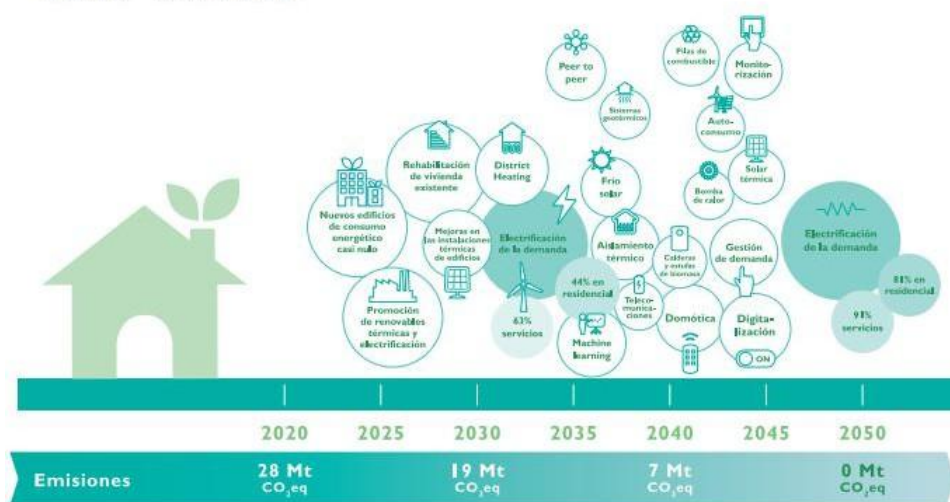 Peer to
peer
Pilas de
combustible
Monito-
rización
Sistemas
geotérmicos
Auto-
consumo
Rehabilitación
de vivienda
existente
District
Heating
Frío
solar
Bomba
de calor
Solar
térmica
Nuevos edificios
de consumo
energético
casi nulo
Mejoras en
las instalaciones
térmicas
de edificios
Electrificación
de la demanda
Aislamiento
térmico
Calderas
y estufas
de biomasa
Gestión
de demanda
Electrificación
de la demanda
44% en
residencial
81% en
residencial
Promoción
de renovables
térmicas y
electrificación
63%
servicios
Teleco-
munica-
ciones
Domótica
Digita-
lización
91%
servicios
Machine
learning
ON
2020 2025 2030 2035 2040 2045 2050
Emisiones
28 Mt
CO₂eq
19 Mt
CO₂eq
7 Mt
CO₂eq
0 Mt
CO₂eq